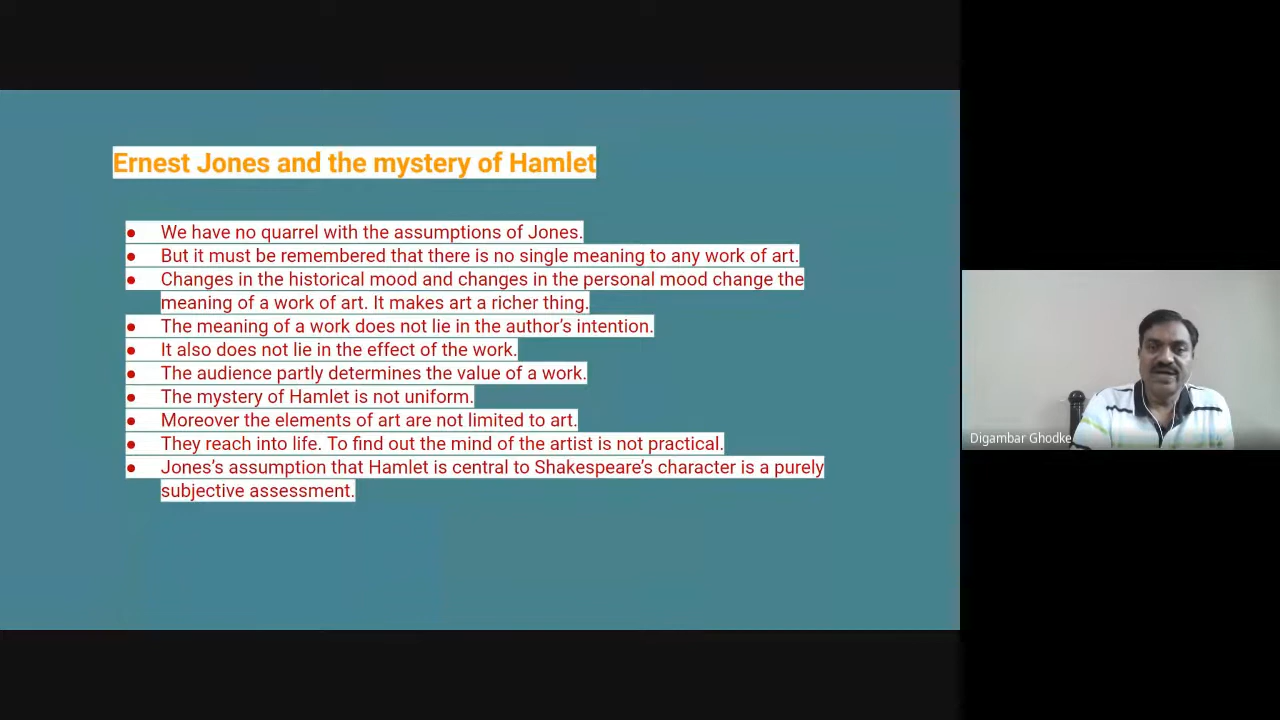 Ernest Jones and the mystery of Hamlet
● We have no quarrel with the assumptions of Jones.
● But it must be remembered that there is no single meaning to any work of art.
● Changes in the historical mood and changes in the personal mood change the
meaning of a work of art. It makes art a richer thing.
● The meaning of a work does not lie in the author’s intention.
● It also does not lie in the effect of the work.
● The audience partly determines the value of a work.
● The mystery of Hamlet is not uniform.
● Moreover the elements of art are not limited to art.
● They reach into life. To find out the mind of the artist is not practical.
● Jones’s assumption that Hamlet is central to Shakespeare’s character is a purely
subjective assessment.
Digambar Ghodke